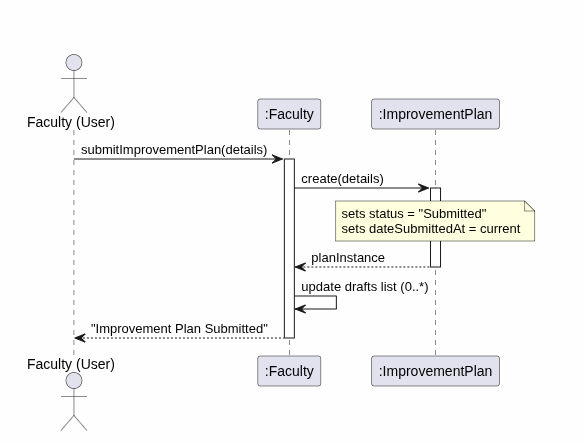 Faculty (User)
:Faculty
:ImprovementPlan
submitImprovementPlan(details)
create(details)
sets status = "Submitted"
sets dateSubmittedAt = current
planInstance
update drafts list (0..*)
"Improvement Plan Submitted"
Faculty (User)
:Faculty
:ImprovementPlan